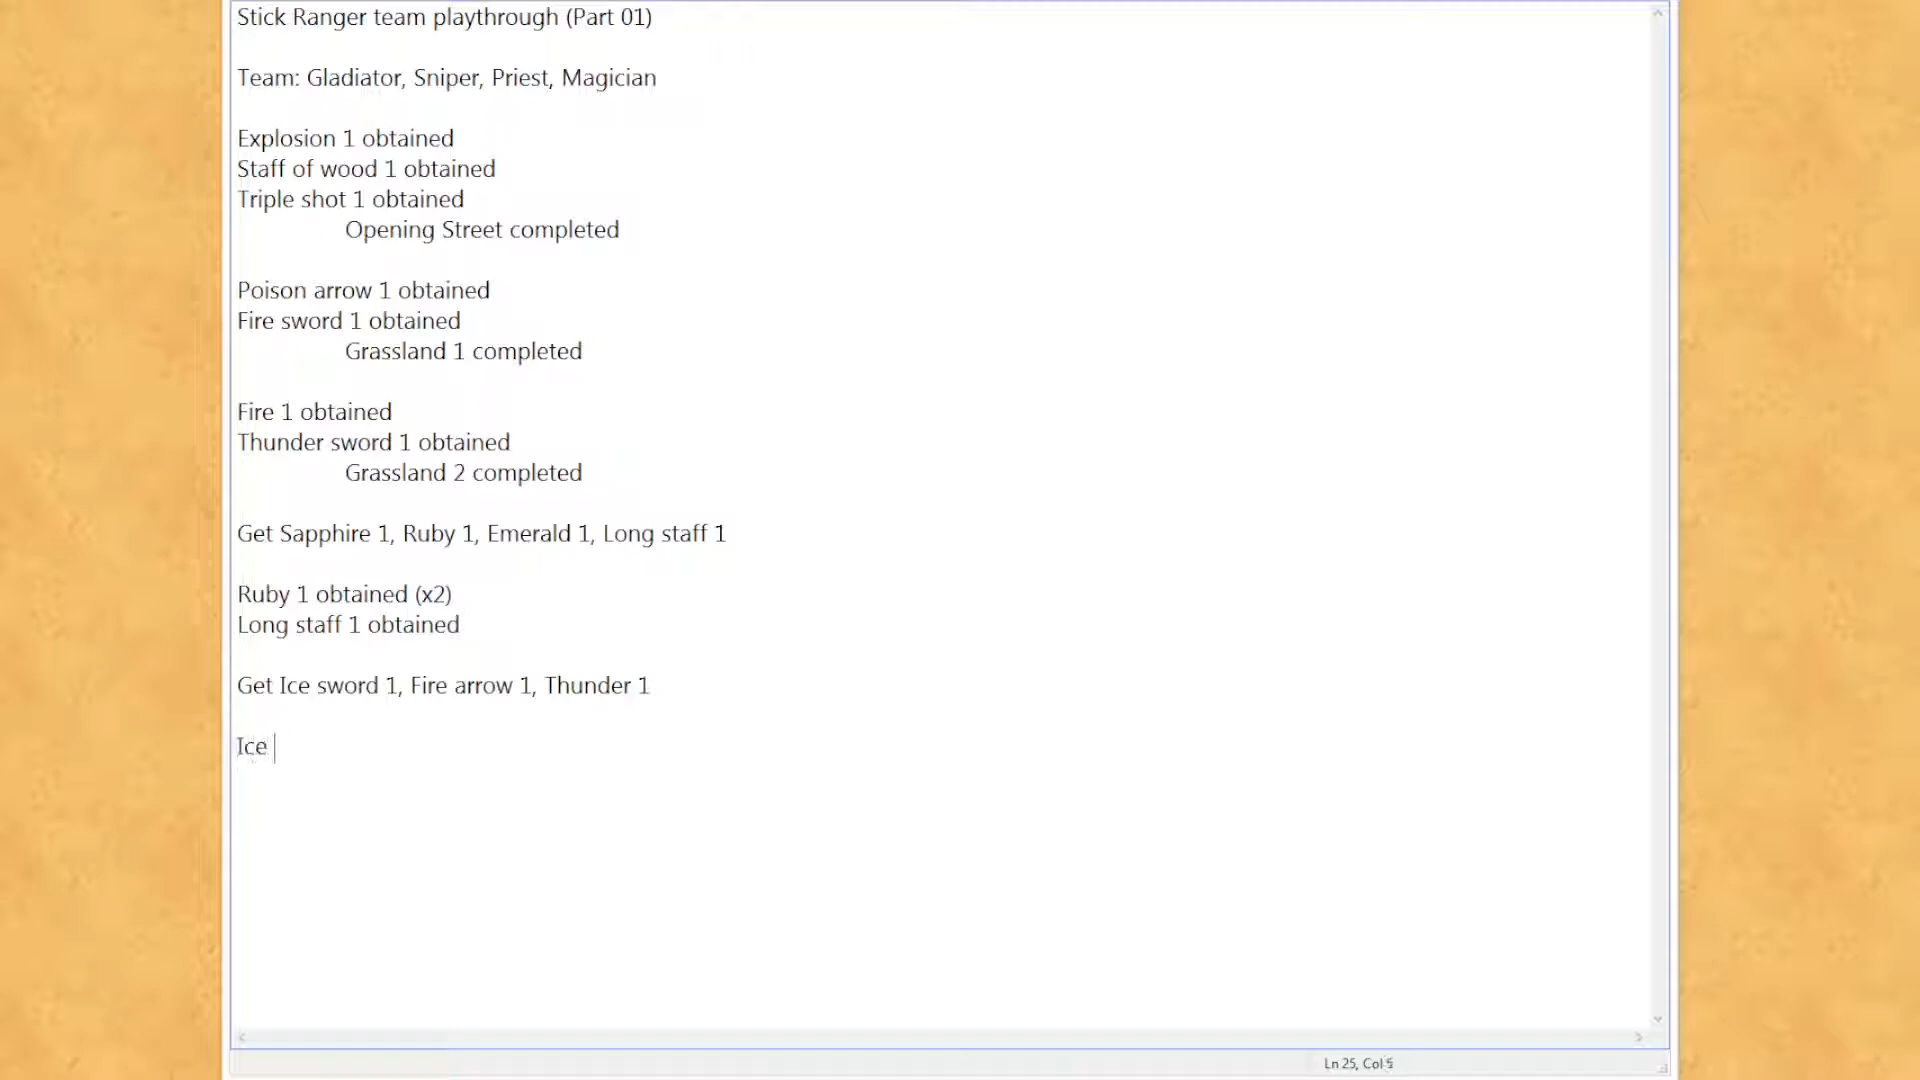 Stick Ranger team playthrough (Part 01)
Team: Gladiator, Sniper, Priest, Magician
Explosion 1 obtained
Staff of wood 1 obtained
Triple shot 1 obtained
Opening Street completed
Poison arrow 1 obtained
Fire sword 1 obtained
Grassland 1 completed
Fire 1 obtained
Thunder sword 1 obtained
Grassland 2 completed
Get Sapphire 1, Ruby 1, Emerald 1, Long staff 1
Ruby 1 obtained (x2)
Long staff 1 obtained
Get Ice sword 1, Fire arrow 1, Thunder 1
Ice
Ln 25, Col 5